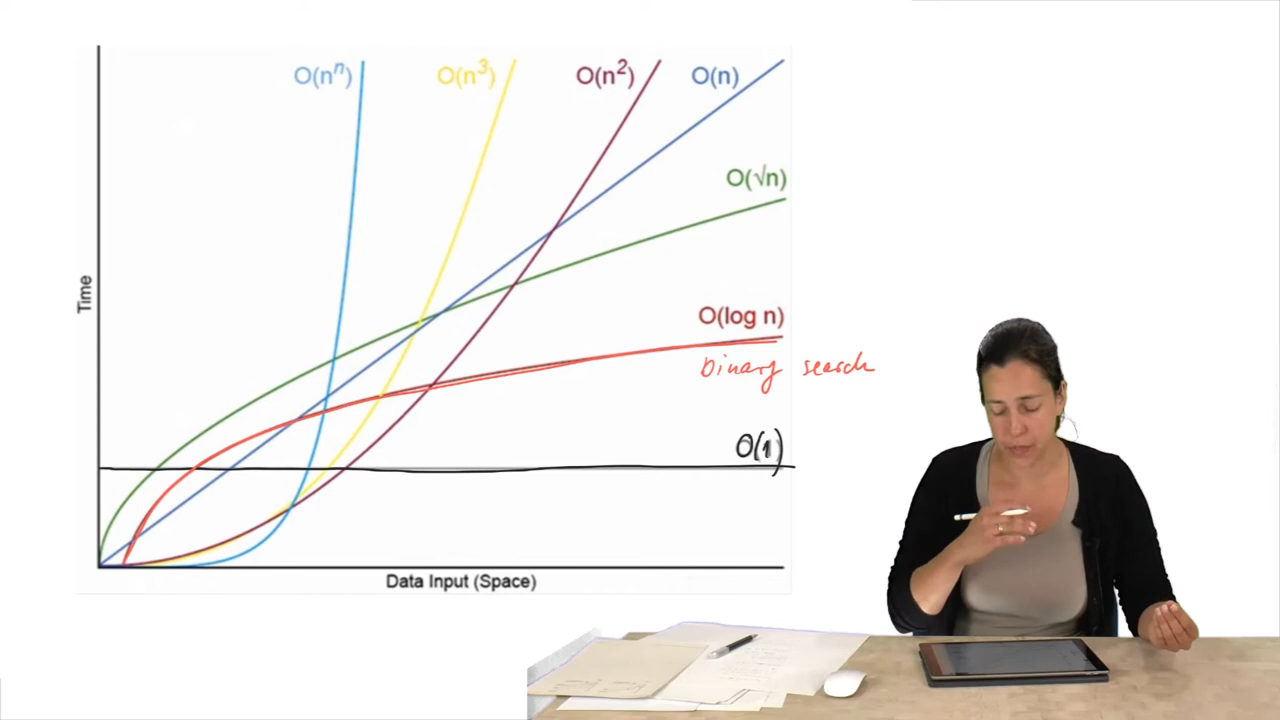 O(nⁿ)
O(n³)
O(n²)
O(n)
O(√n)
O(log n)
binary search
O(1)
Time
Data Input (Space)